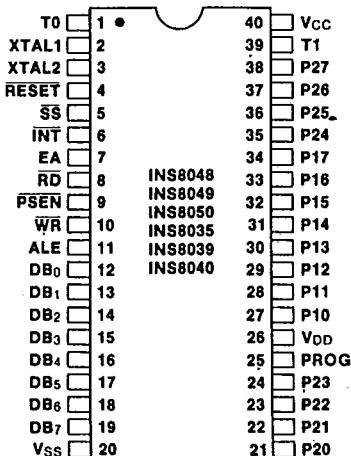 T0 1 40 VCC
XTAL1 2 39 T1
XTAL2 3 38 P27
RESET 4 37 P26
SS 5 36 P25
INT 6 35 P24
EA 7 34 P17
RD 8 INS8048 33 P16
PSEN 9 INS8049 32 P15
WR 10 INS8050 31 P14
ALE 11 INS8035 30 P13
DB0 12 INS8039 29 P12
DB1 13 INS8040 28 P11
DB2 14 27 P10
DB3 15 26 VDD
DB4 16 25 PROG
DB5 17 24 P23
DB6 18 23 P22
DB7 19 22 P21
VSS 20 21 P20